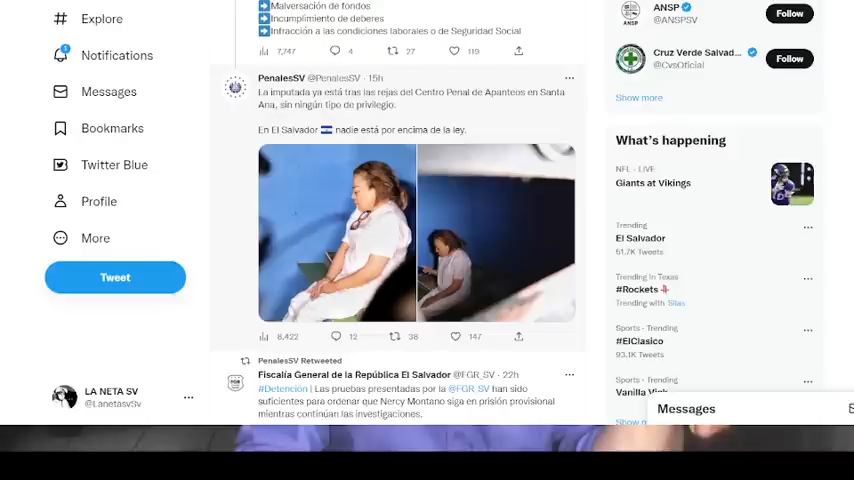 Explore
Notifications
1
Messages
Bookmarks
Twitter Blue
Profile
More
Tweet
LA NETA SV
@LanetasvSv
Malversación de fondos
Incumplimiento de deberes
Infracción a las condiciones laborales o de Seguridad Social
7,747 4 27 119
PenalesSV @PenalesSV · 15h
La imputada ya está tras las rejas del Centro Penal de Apanteos en Santa
Ana, sin ningún tipo de privilegio.
En El Salvador nadie está por encima de la ley.
8,422 12 38 147
PenalesSV Retweeted
Fiscalía General de la República El Salvador @FGR_SV · 22h
#Detención | Las pruebas presentadas por la @FGR_SV han sido
suficientes para ordenar que Nercy Montano siga en prisión provisional
mientras continúan las investigaciones.
ANSP
@ANSPSV
Follow
Cruz Verde Salvad...
@CvsOficial
Follow
Show more
What's happening
NFL · LIVE
Giants at Vikings
Trending
El Salvador
51.7K Tweets
Trending in Texas
#Rockets
Trending with Silas
Sports · Trending
#ElClasico
93.1K Tweets
Sports · Trending
Vanilla
Show
Messages